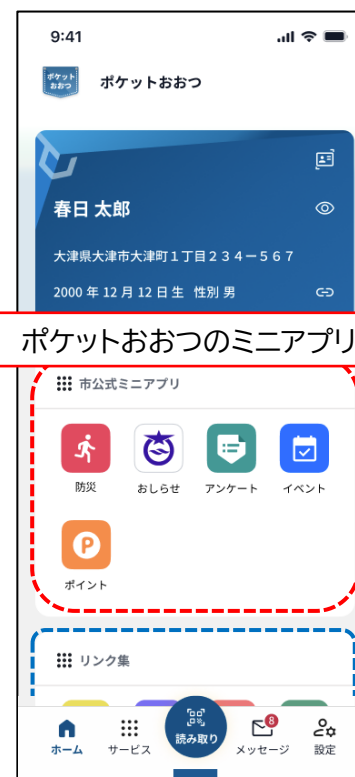 9:41
ポケット
おおつ
ポケットおおつ
春日 太郎
大津県大津市大津町１丁目２３４ー５６７
2000 年 12 月 12 日 生 性別 男
ポケットおおつのミニアプリ
市公式ミニアプリ
防災
おしらせ
アンケート
イベント
P
ポイント
リンク集
8
ホーム
サービス
読み取り
メッセージ
設定